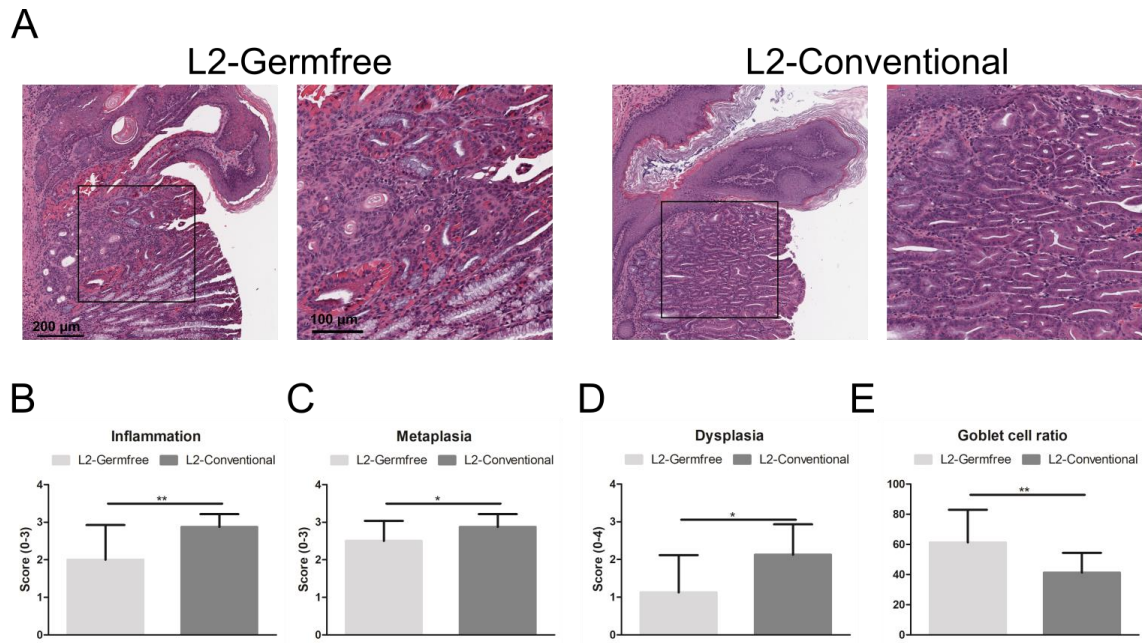 A
L2-Germfree
L2-Conventional
200 µm
100 µm
B
Inflammation
L2-Germfree L2-Conventional
Score (0-3)
4
3
2
1
0
**
C
Metaplasia
L2-Germfree L2-Conventional
Score (0-3)
4
3
2
1
0
*
D
Dysplasia
L2-Germfree L2-Conventional
Score (0-4)
4
3
2
1
0
*
E
Goblet cell ratio
L2-Germfree L2-Conventional
100
80
60
40
20
0
**